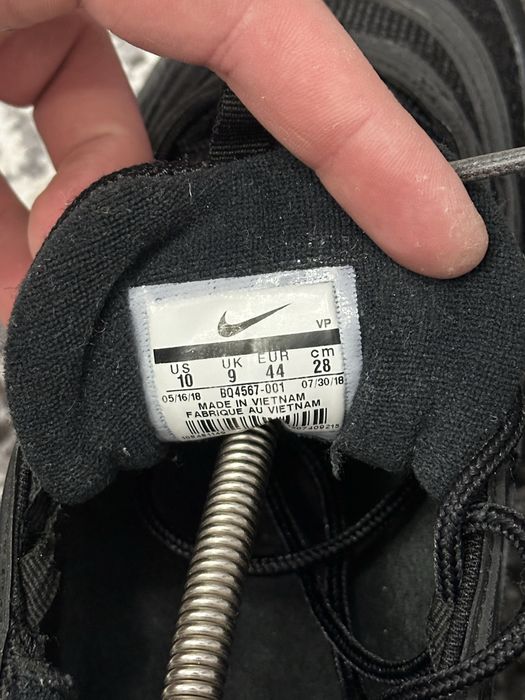 VP
US UK EUR cm
10 9 44 28
05/16/18 BQ4567-001 07/30/18
MADE IN VIETNAM
FABRIQUE AU VIETNAM